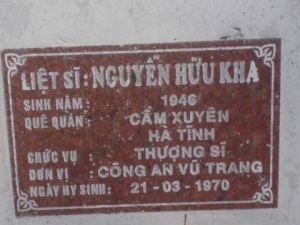 LIỆT SĨ: NGUYỄN HỮU KHA
SINH NĂM: 1946
QUÊ QUÁN: CẨM XUYÊN
HÀ TĨNH
CHỨC VỤ: THƯỢNG SĨ
ĐƠN VỊ: CÔNG AN VŨ TRANG
NGÀY HY SINH: 21-03-1970